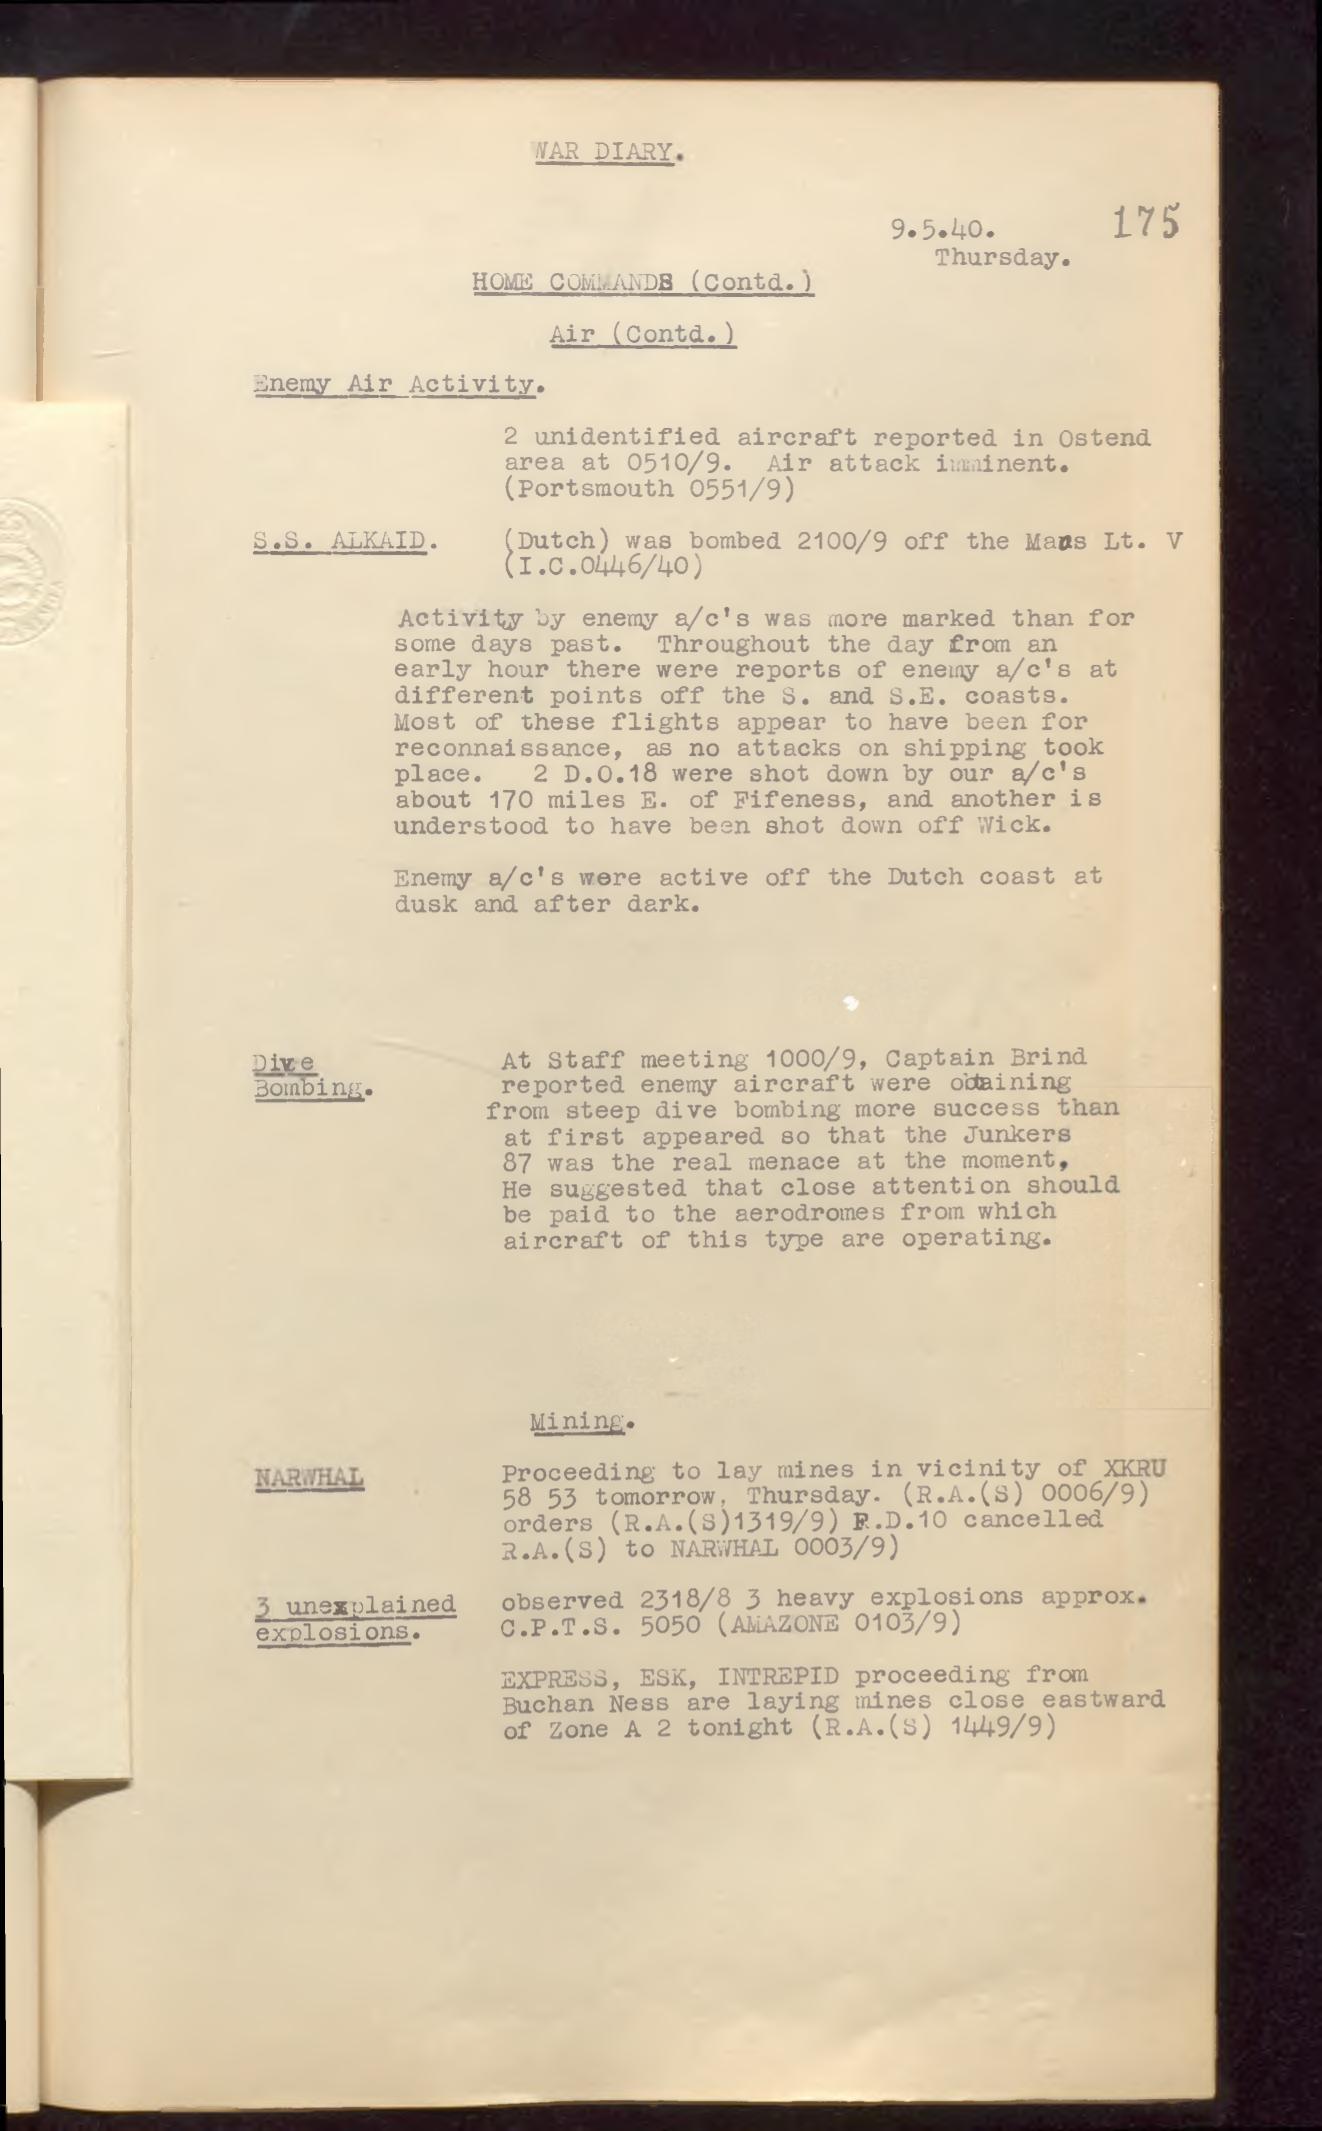 WAR DIARY.
9.5.40.
175
Thursday.
HOME COMMANDS (Contd.)
Air (Contd.)
Enemy Air Activity.
2 unidentified aircraft reported in Ostend
area at 0510/9. Air attack imminent.
(Portsmouth 0551/9)
S.S. ALKAID. (Dutch) was bombed 2100/9 off the Maas Lt. V
(I.C.0446/40)
Activity by enemy a/c's was more marked than for
some days past. Throughout the day from an
early hour there were reports of enemy a/c's at
different points off the S. and S.E. coasts.
Most of these flights appear to have been for
reconnaissance, as no attacks on shipping took
place. 2 D.O.18 were shot down by our a/c's
about 170 miles E. of Fifeness, and another is
understood to have been shot down off Wick.
Enemy a/c's were active off the Dutch coast at
dusk and after dark.
Dive
Bombing.
At Staff meeting 1000/9, Captain Brind
reported enemy aircraft were obtaining
from steep dive bombing more success than
at first appeared so that the Junkers
87 was the real menace at the moment,
He suggested that close attention should
be paid to the aerodromes from which
aircraft of this type are operating.
Mining.
NARWHAL Proceeding to lay mines in vicinity of XKRU
58 53 tomorrow, Thursday. (R.A.(S) 0006/9)
orders (R.A.(S)1319/9) F.D.10 cancelled
R.A.(S) to NARWHAL 0003/9)
3 unexplained
explosions.
observed 2318/8 3 heavy explosions approx.
C.P.T.S. 5050 (AMAZONE 0103/9)
EXPRESS, ESK, INTREPID proceeding from
Buchan Ness are laying mines close eastward
of Zone A 2 tonight (R.A.(S) 1449/9)